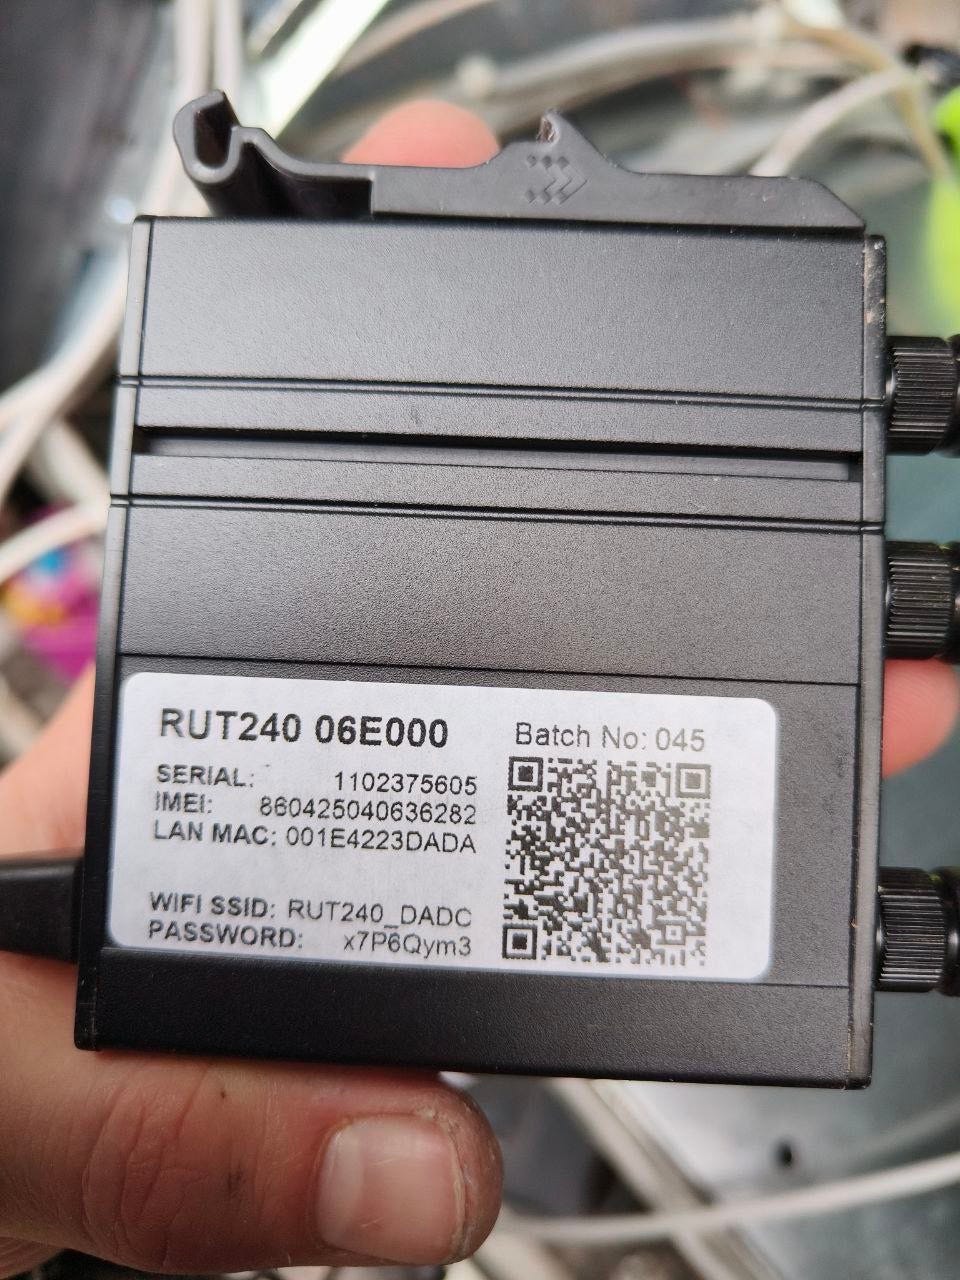 RUT240 06E000
Batch No: 045
SERIAL: 1102375605
IMEI: 860425040636282
LAN MAC: 001E4223DADA
WIFI SSID: RUT240_DADC
PASSWORD: x7P6Qym3